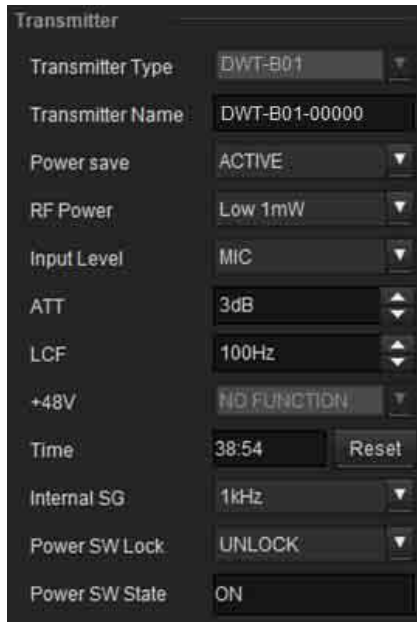 Transmitter
Transmitter Type DWT-B01
Transmitter Name DWT-B01-00000
Power save ACTIVE
RF Power Low 1mW
Input Level MIC
ATT 3dB
LCF 100Hz
+48V NO FUNCTION
Time 38:54 Reset
Internal SG 1kHz
Power SW Lock UNLOCK
Power SW State ON